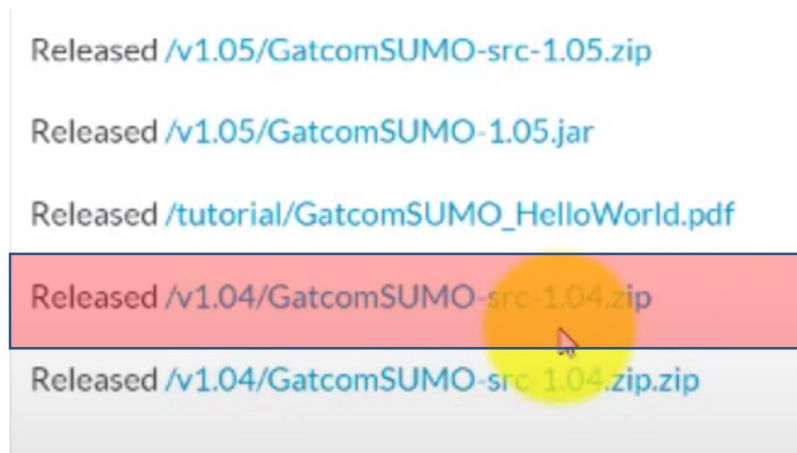 Released /v1.05/GatcomSUMO-src-1.05.zip
Released /v1.05/GatcomSUMO-1.05.jar
Released /tutorial/GatcomSUMO_HelloWorld.pdf
Released /v1.04/GatcomSUMO-src-1.04.zip
Released /v1.04/GatcomSUMO-src-1.04.zip.zip